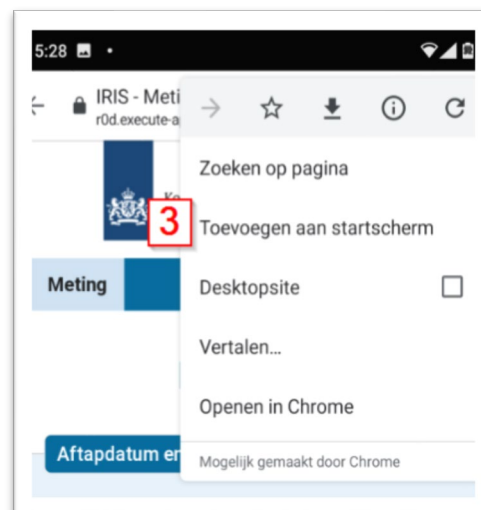 5:28
IRIS - Meti
r0d.execute-a
Zoeken op pagina
3
Toevoegen aan startscherm
Meting
Desktopsite
Vertalen...
Openen in Chrome
Aftapdatum en
Mogelijk gemaakt door Chrome